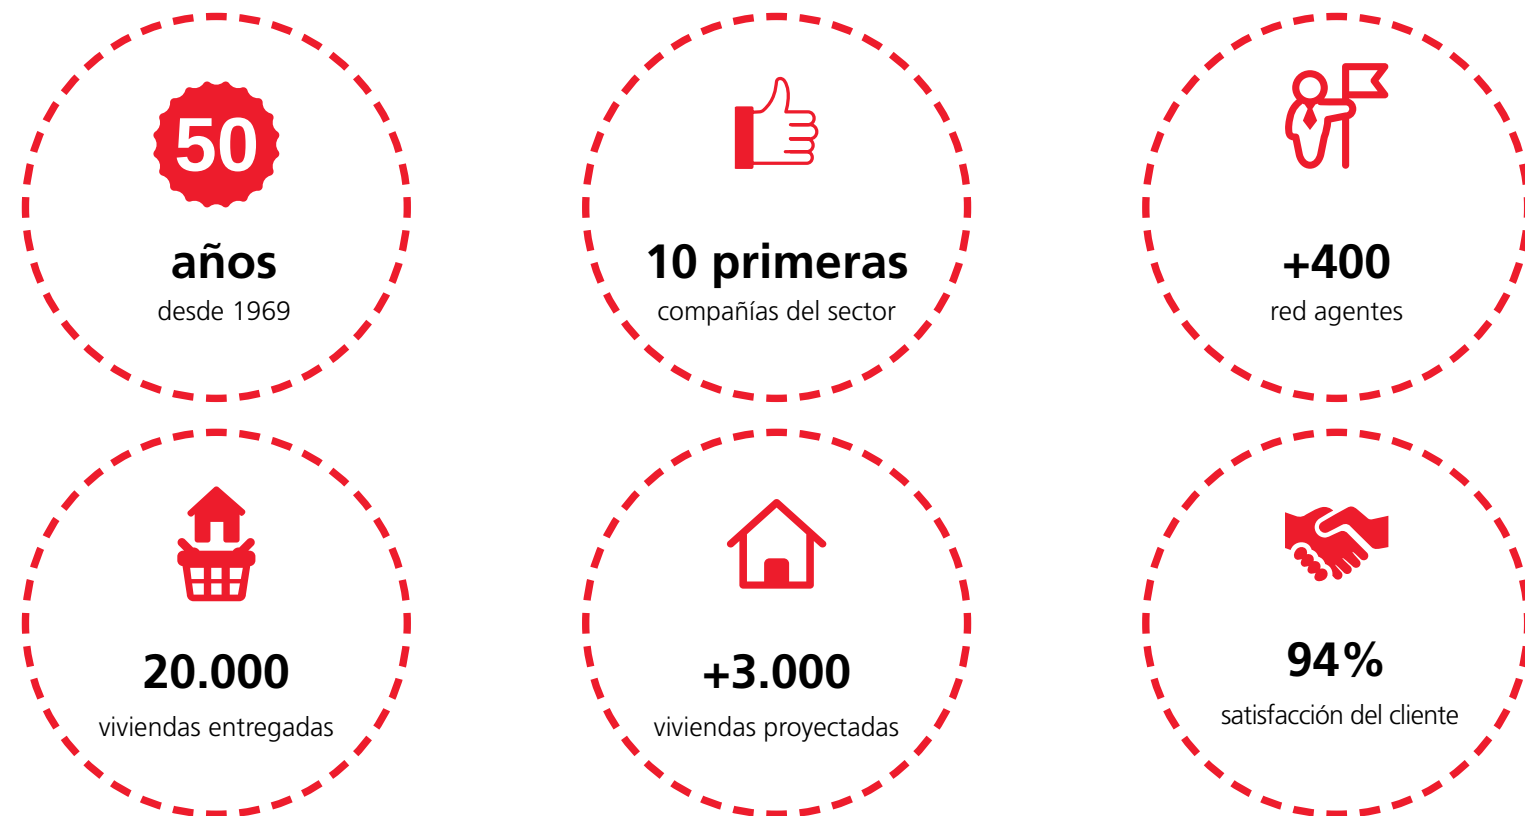 50
años
desde 1969
10 primeras
compañías del sector
+400
red agentes
20.000
viviendas entregadas
+3.000
viviendas proyectadas
94%
satisfacción del cliente